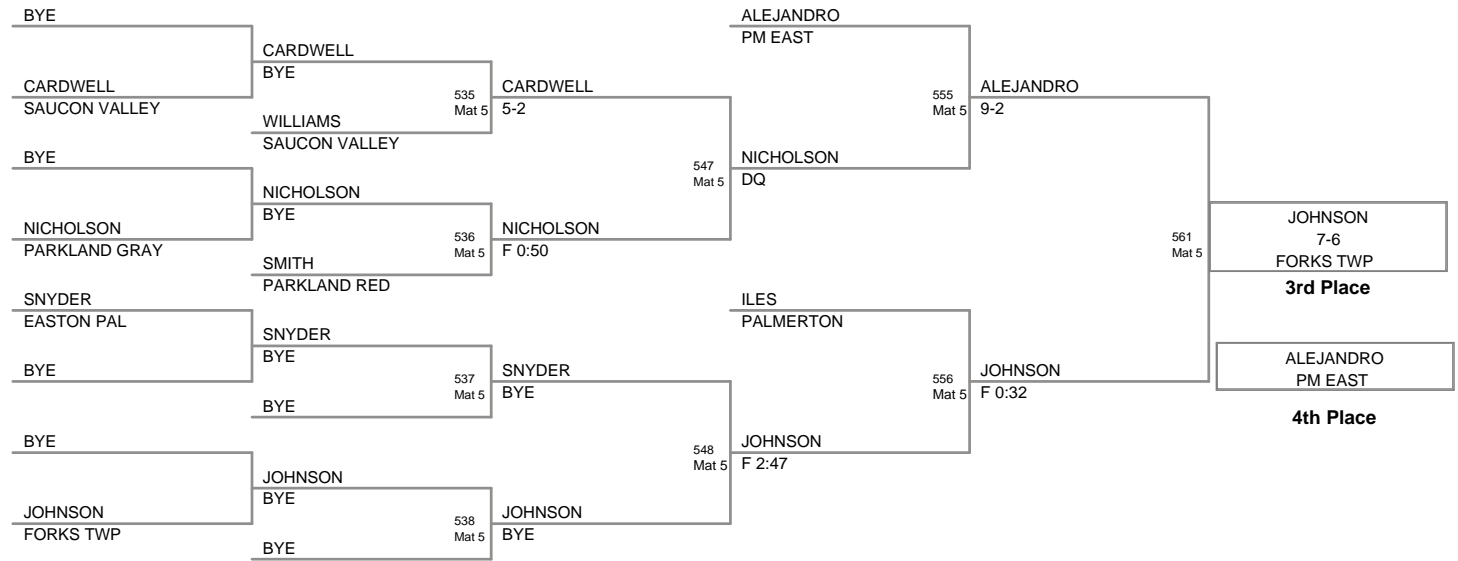 BYE
CARDWELL
SAUCON VALLEY
BYE
NICHOLSON
PARKLAND GRAY
SNYDER
EASTON PAL
BYE
BYE
JOHNSON
FORKS TWP
CARDWELL
BYE
WILLIAMS
SAUCON VALLEY
NICHOLSON
BYE
SMITH
PARKLAND RED
SNYDER
BYE
BYE
JOHNSON
BYE
BYE
535
Mat 5
536
Mat 5
537
Mat 5
538
Mat 5
CARDWELL
5-2
NICHOLSON
F 0:50
SNYDER
BYE
JOHNSON
BYE
547
Mat 5
548
Mat 5
ALEJANDRO
PM EAST
NICHOLSON
DQ
ILES
PALMERTON
JOHNSON
F 2:47
555
Mat 5
556
Mat 5
ALEJANDRO
9-2
JOHNSON
F 0:32
561
Mat 5
JOHNSON
7-6
FORKS TWP
3rd Place
ALEJANDRO
PM EAST
4th Place